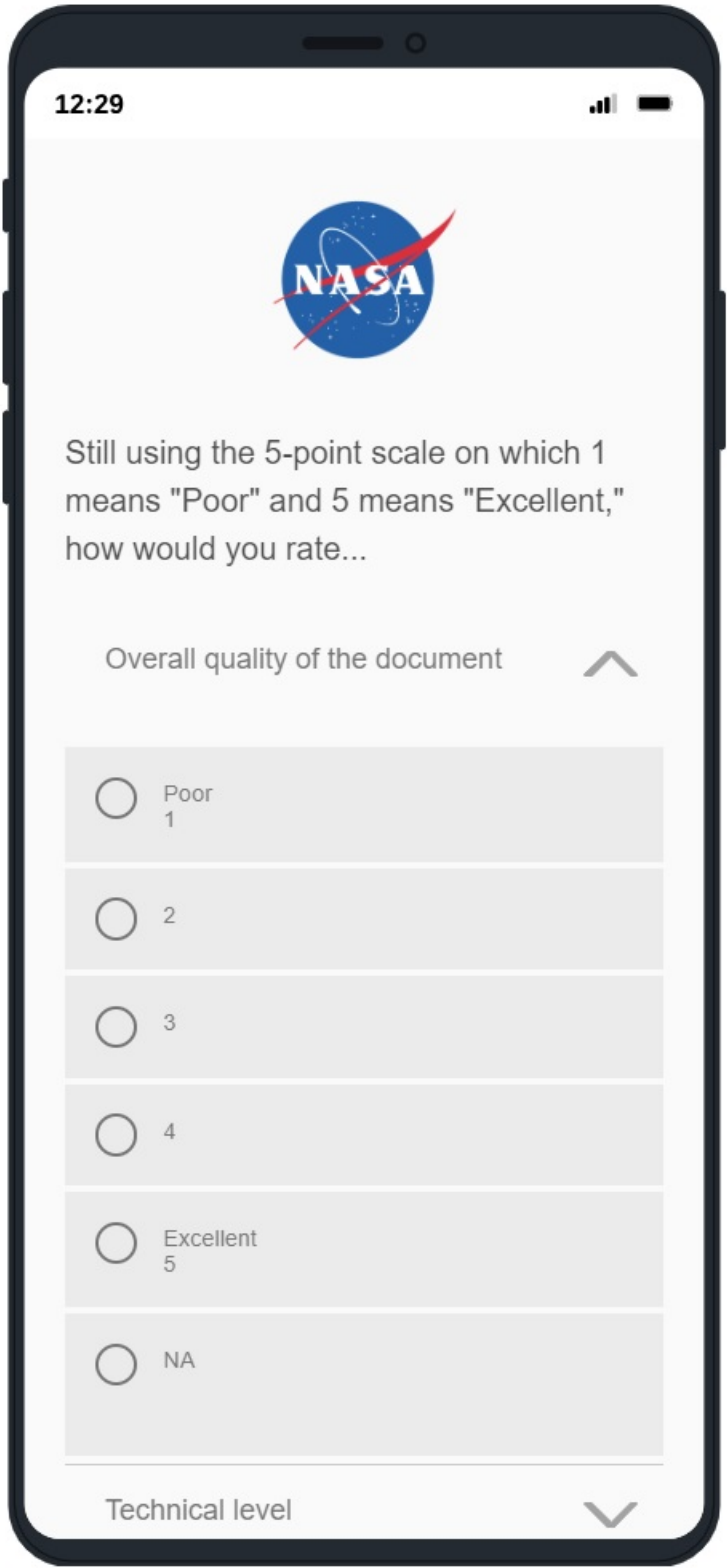 12:29
NASA
Still using the 5-point scale on which 1
means "Poor" and 5 means "Excellent,"
how would you rate...
Overall quality of the document
Poor
1
2
3
4
Excellent
5
NA
Technical level